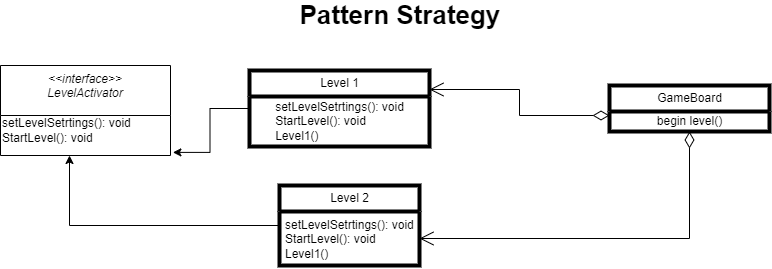 Pattern Strategy
<<interface>>
LevelActivator
setLevelSetrtings(): void
StartLevel(): void
Level 1
setLevelSetrtings(): void
StartLevel(): void
Level1()
GameBoard
begin level()
Level 2
setLevelSetrtings(): void
StartLevel(): void
Level1()